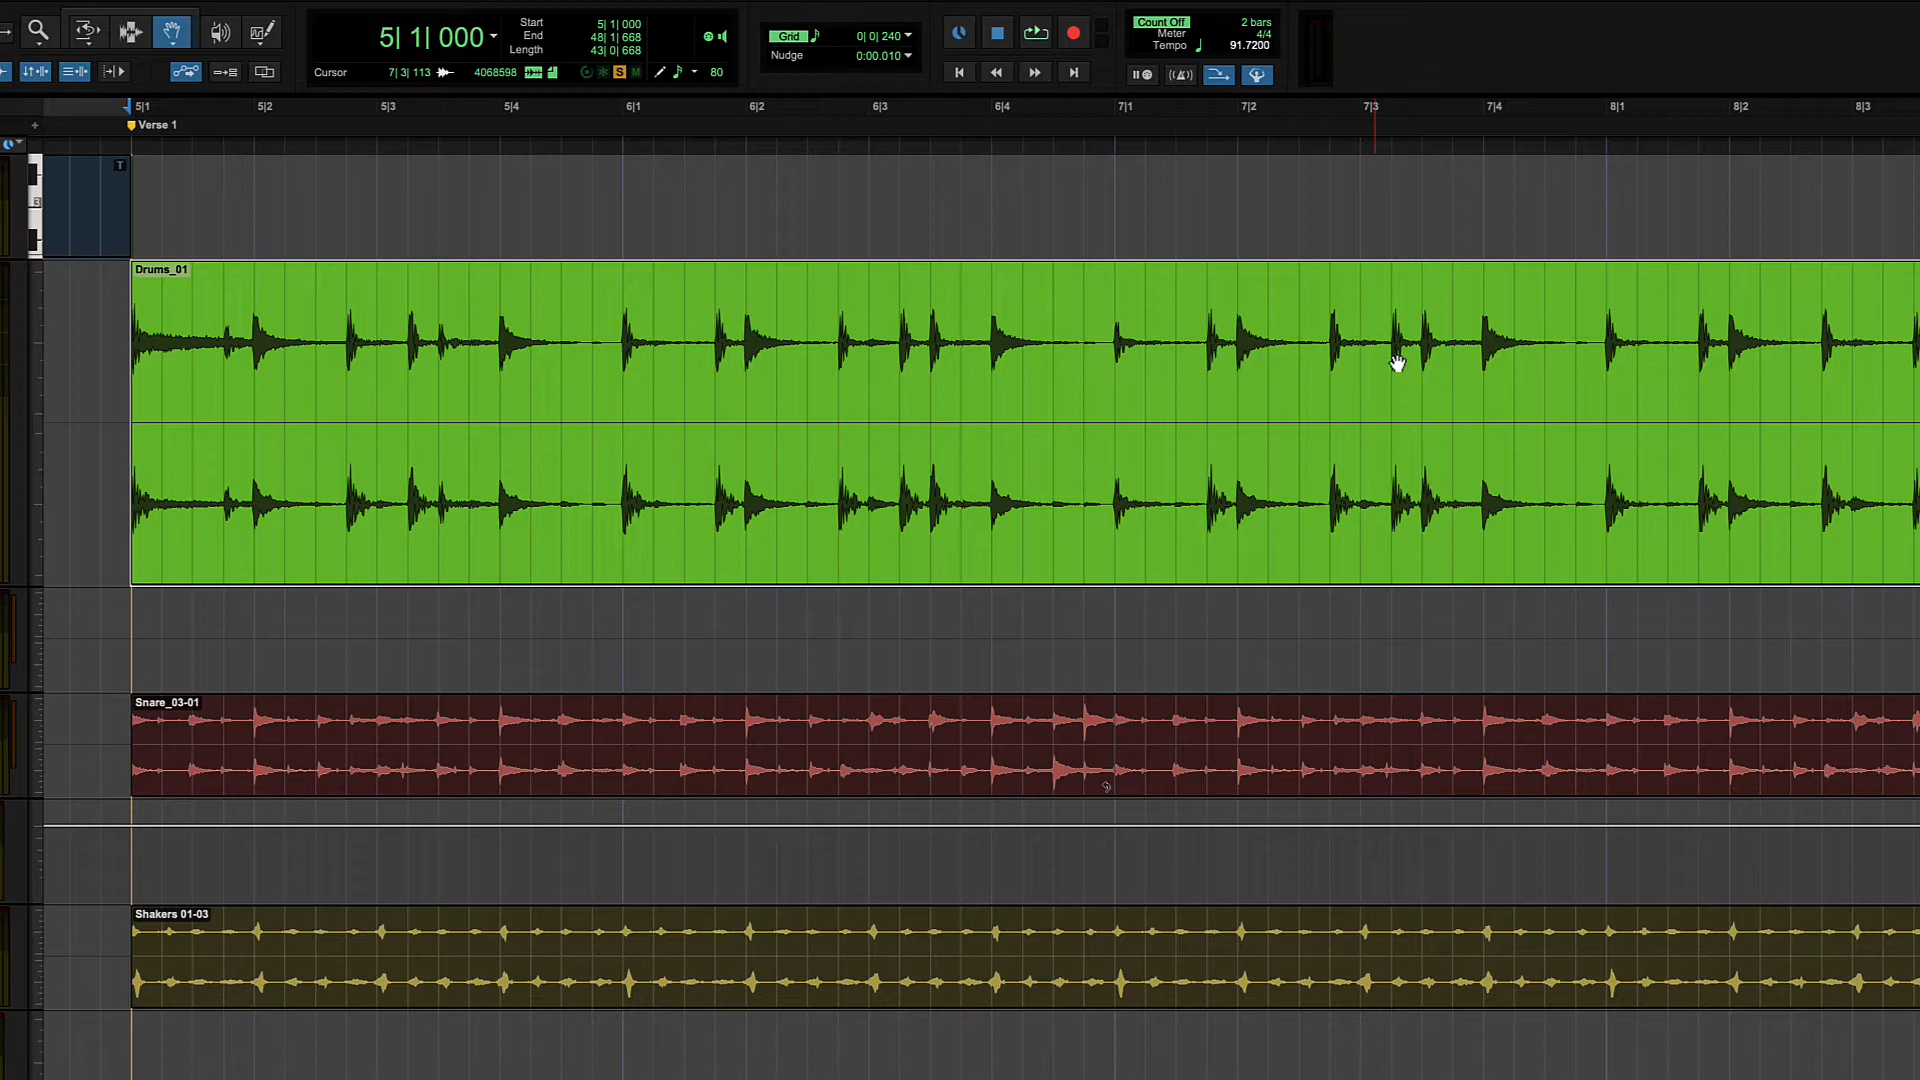 5| 1| 000
Start 5| 1| 000
End 48| 1| 668
Length 43| 0| 668
Cursor 7| 3| 113 4068598 S M 80
Grid 0| 0| 240
Nudge 0:00.010
Count Off 2 bars
Meter 4/4
Tempo 91.7200
5|1 5|2 5|3 5|4 6|1 6|2 6|3 6|4 7|1 7|2 7|3 7|4 8|1 8|2 8|3
Verse 1
T
Drums_01
Snare_03-01
Shakers 01-03